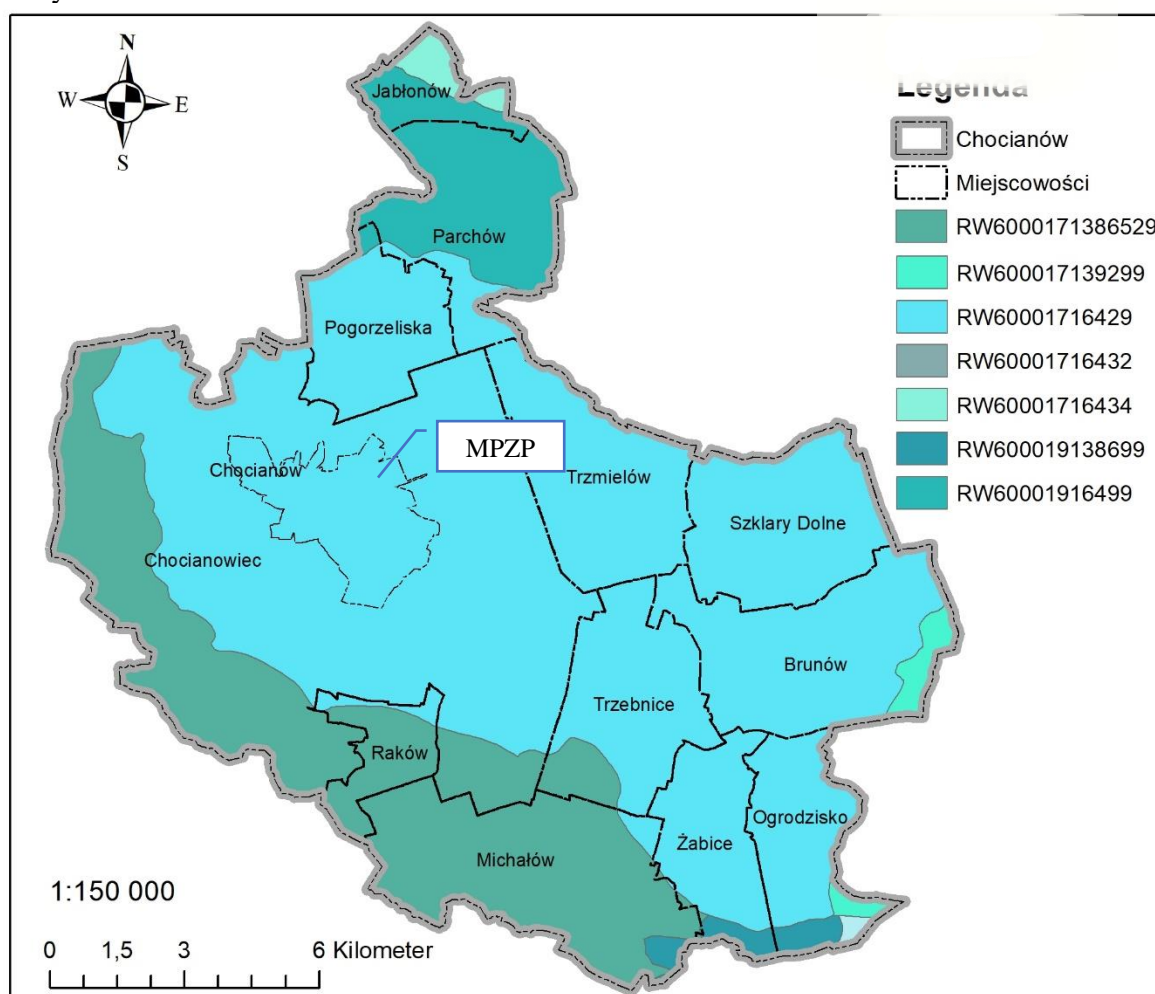 N
W E
S
Legenda
Chocianów
Miejscowości
RW6000171386529
RW600017139299
RW60001716429
RW60001716432
RW60001716434
RW600019138699
RW60001916499
Jabłonów
Parchów
Pogorzeliska
MPZP
Chocianów
Trzmielów
Szklary Dolne
Chocianowiec
Brunów
Trzebnice
Raków
Ogrodzisko
Żabice
Michałów
1:150 000
0 1,5 3 6 Kilometer